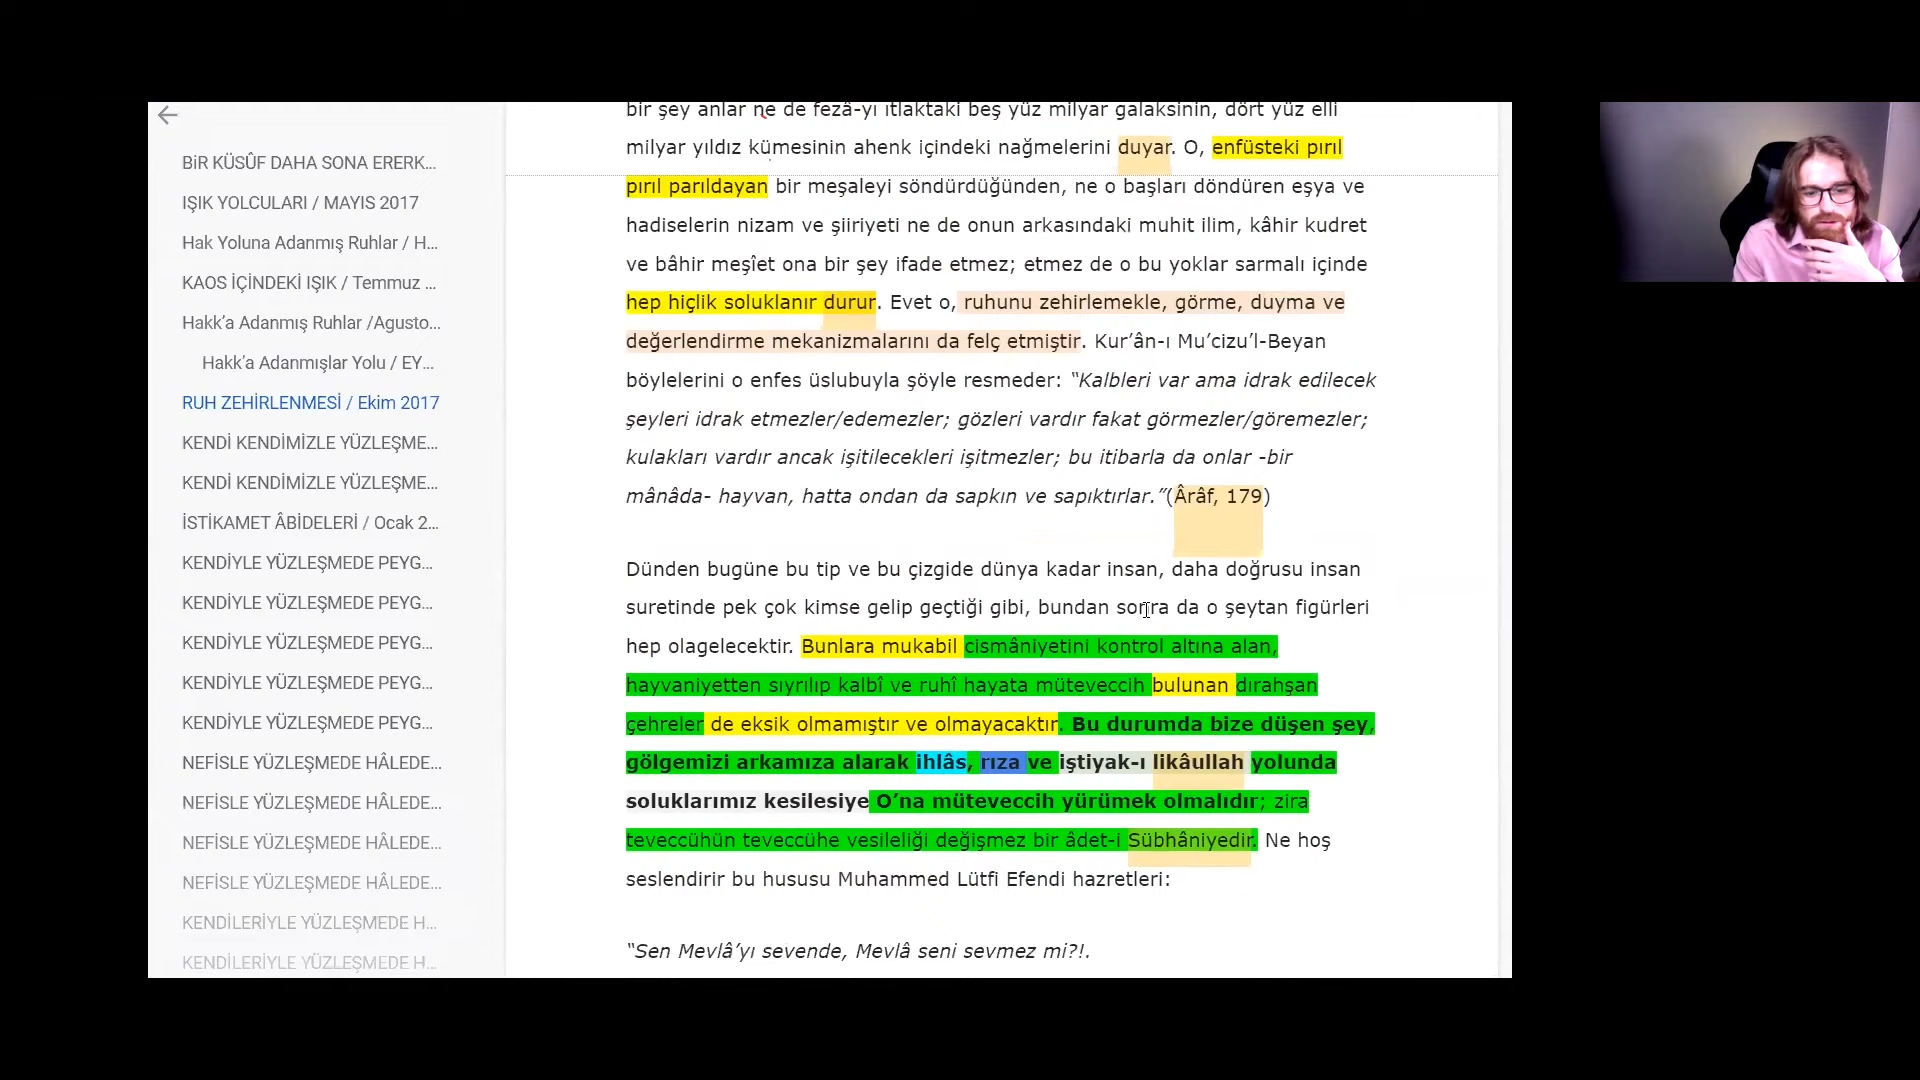 BİR KÜSÛF DAHA SONA ERERK...
IŞIK YOLCULARI / MAYIS 2017
Hak Yoluna Adanmış Ruhlar / H...
KAOS İÇİNDEKİ IŞIK / Temmuz ...
Hakk’a Adanmış Ruhlar /Agusto...
Hakk’a Adanmışlar Yolu / EY...
RUH ZEHİRLENMESİ / Ekim 2017
KENDİ KENDİMİZLE YÜZLEŞME...
KENDİ KENDİMİZLE YÜZLEŞME...
İSTİKAMET ÂBİDELERİ / Ocak 2...
KENDİYLE YÜZLEŞMEDE PEYG...
KENDİYLE YÜZLEŞMEDE PEYG...
KENDİYLE YÜZLEŞMEDE PEYG...
KENDİYLE YÜZLEŞMEDE PEYG...
KENDİYLE YÜZLEŞMEDE PEYG...
NEFİSLE YÜZLEŞMEDE HÂLEDE...
NEFİSLE YÜZLEŞMEDE HÂLEDE...
NEFİSLE YÜZLEŞMEDE HÂLEDE...
NEFİSLE YÜZLEŞMEDE HÂLEDE...
KENDİLERİYLE YÜZLEŞMEDE H...
KENDİLERİYLE YÜZLEŞMEDE H...
bir şey anlar ne de fezâ-yı ıtlaktaki beş yüz milyar galaksinin, dört yüz elli
milyar yıldız kümesinin ahenk içindeki nağmelerini duyar. O, enfüsteki pırıl
pırıl parıldayan bir meşaleyi söndürdüğünden, ne o başları döndüren eşya ve
hadiselerin nizam ve şiiriyeti ne de onun arkasındaki muhit ilim, kâhir kudret
ve bâhir meşîet ona bir şey ifade etmez; etmez de o bu yoklar sarmalı içinde
hep hiçlik soluklanır durur. Evet o, ruhunu zehirlemekle, görme, duyma ve
değerlendirme mekanizmalarını da felç etmiştir. Kur’ân-ı Mu’cizu’l-Beyan
böylelerini o enfes üslubuyla şöyle resmeder: “Kalbleri var ama idrak edilecek
şeyleri idrak etmezler/edemezler; gözleri vardır fakat görmezler/göremezler;
kulakları vardır ancak işitilecekleri işitmezler; bu itibarla da onlar -bir
mânâda- hayvan, hatta ondan da sapkın ve sapıktırlar.”(Ârâf, 179)
Dünden bugüne bu tip ve bu çizgide dünya kadar insan, daha doğrusu insan
suretinde pek çok kimse gelip geçtiği gibi, bundan sonra da o şeytan figürleri
hep olagelecektir. Bunlara mukabil cismâniyetini kontrol altına alan,
hayvaniyetten sıyrılıp kalbî ve ruhî hayata müteveccih bulunan dırahşan
çehreler de eksik olmamıştır ve olmayacaktır. Bu durumda bize düşen şey,
gölgemizi arkamıza alarak ihlâs, rıza ve iştiyak-ı likâullah yolunda
soluklarımız kesilesiye O’na müteveccih yürümek olmalıdır; zira
teveccühün teveccühe vesileliği değişmez bir âdet-i Sübhâniyedir. Ne hoş
seslendirir bu hususu Muhammed Lütfi Efendi hazretleri:
“Sen Mevlâ’yı sevende, Mevlâ seni sevmez mi?!.